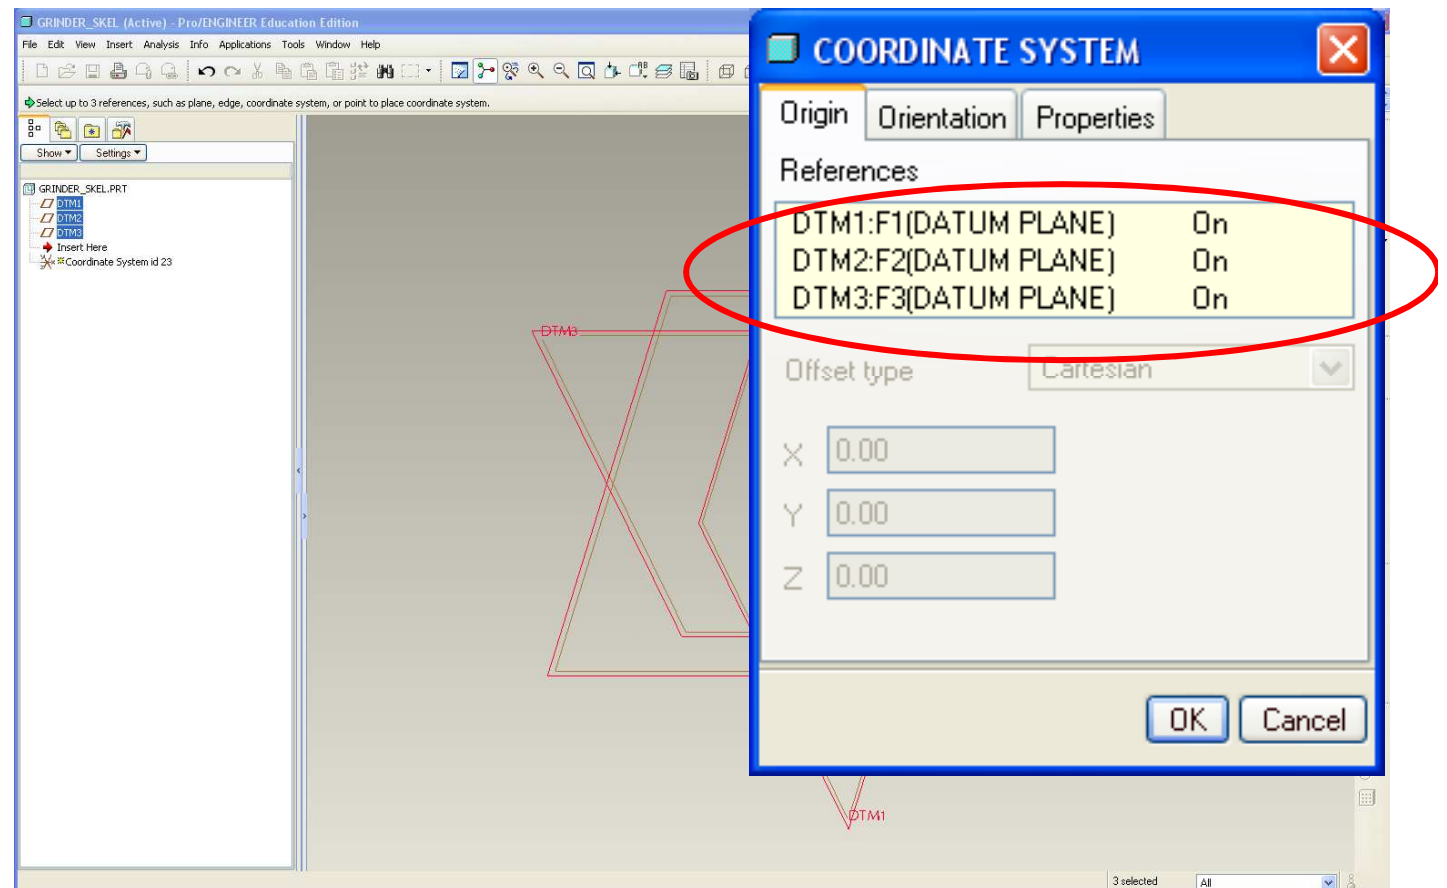 GRINDER_SKEL (Active) - Pro/ENGINEER Education Edition
File Edit View Insert Analysis Info Applications Tools Window Help
Select up to 3 references, such as plane, edge, coordinate system, or point to place coordinate system.
Show Settings
GRINDER_SKEL.PRT
DTM1
DTM2
DTM3
Insert Here
Coordinate System id 23
DTM3
DTM1
COORDINATE SYSTEM
Origin Orientation Properties
References
DTM1:F1(DATUM PLANE) On
DTM2:F2(DATUM PLANE) On
DTM3:F3(DATUM PLANE) On
Offset type Cartesian
X 0.00
Y 0.00
Z 0.00
OK Cancel
3 selected All